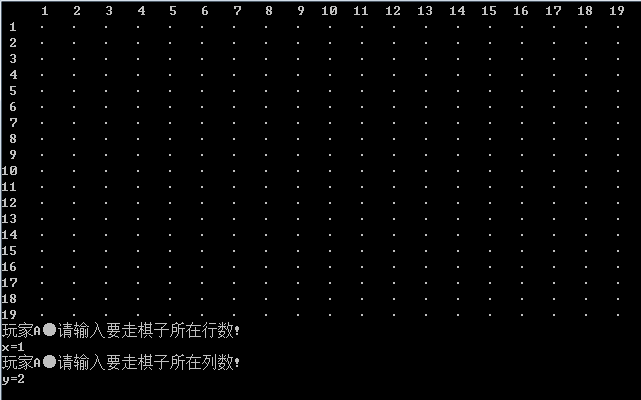 1 2 3 4 5 6 7 8 9 10 11 12 13 14 15 16 17 18 19
1 . . . . . . . . . . . . . . . . . . .
2 . . . . . . . . . . . . . . . . . . .
3 . . . . . . . . . . . . . . . . . . .
4 . . . . . . . . . . . . . . . . . . .
5 . . . . . . . . . . . . . . . . . . .
6 . . . . . . . . . . . . . . . . . . .
7 . . . . . . . . . . . . . . . . . . .
8 . . . . . . . . . . . . . . . . . . .
9 . . . . . . . . . . . . . . . . . . .
10 . . . . . . . . . . . . . . . . . . .
11 . . . . . . . . . . . . . . . . . . .
12 . . . . . . . . . . . . . . . . . . .
13 . . . . . . . . . . . . . . . . . . .
14 . . . . . . . . . . . . . . . . . . .
15 . . . . . . . . . . . . . . . . . . .
16 . . . . . . . . . . . . . . . . . . .
17 . . . . . . . . . . . . . . . . . . .
18 . . . . . . . . . . . . . . . . . . .
19 . . . . . . . . . . . . . . . . . . .
玩家A●请输入要走棋子所在行数!
x=1
玩家A●请输入要走棋子所在列数!
y=2